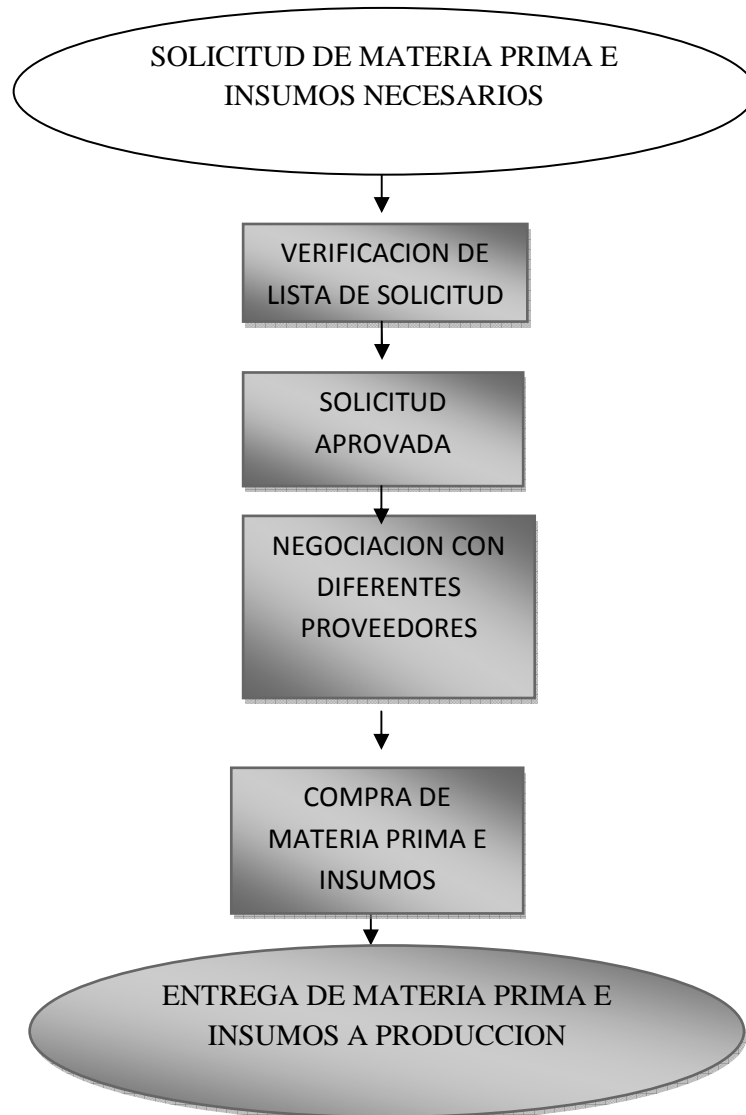 SOLICITUD DE MATERIA PRIMA E
INSUMOS NECESARIOS
VERIFICACION DE
LISTA DE SOLICITUD
SOLICITUD
APROVADA
NEGOCIACION CON
DIFERENTES
PROVEEDORES
COMPRA DE
MATERIA PRIMA E
INSUMOS
ENTREGA DE MATERIA PRIMA E
INSUMOS A PRODUCCION